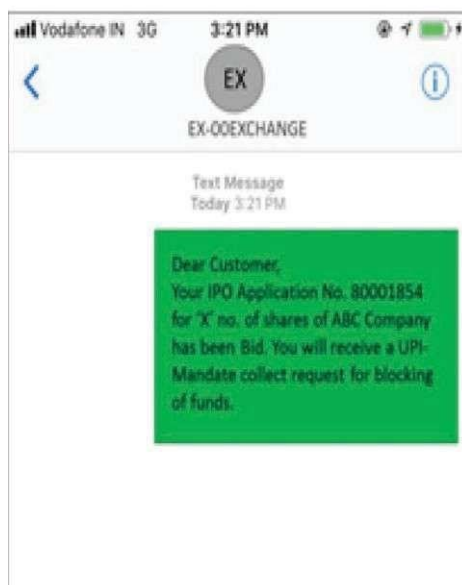 Vodafone IN 3G 3:21 PM
EX
EX-OOEXCHANGE
Text Message
Today 3:21 PM
Dear Customer,
Your IPO Application No. 80001854
for 'X' no. of shares of ABC Company
has been Bid. You will receive a UPI-
Mandate collect request for blocking
of funds.